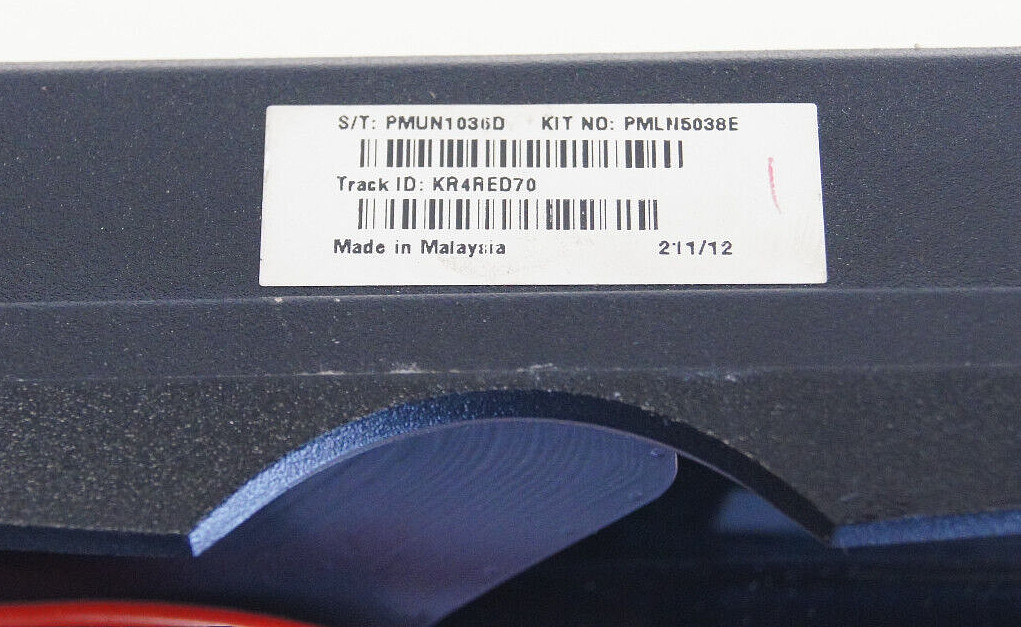 S/T: PMUN1036D KIT NO: PMLN5038E
Track ID: KR4RED70
Made in Malaysia 211/12